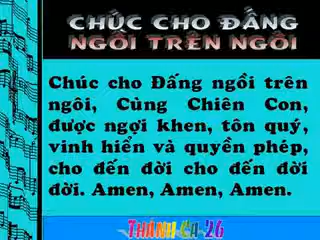 CHÚC CHO ĐẤNG
NGỒI TRÊN NGÔI
Chúc cho Đấng ngồi trên
ngôi, Cùng Chiên Con,
được ngợi khen, tôn quý,
vinh hiển và quyền phép,
cho đến đời cho đến đời
đời. Amen, Amen, Amen.
THÁNH CA 26